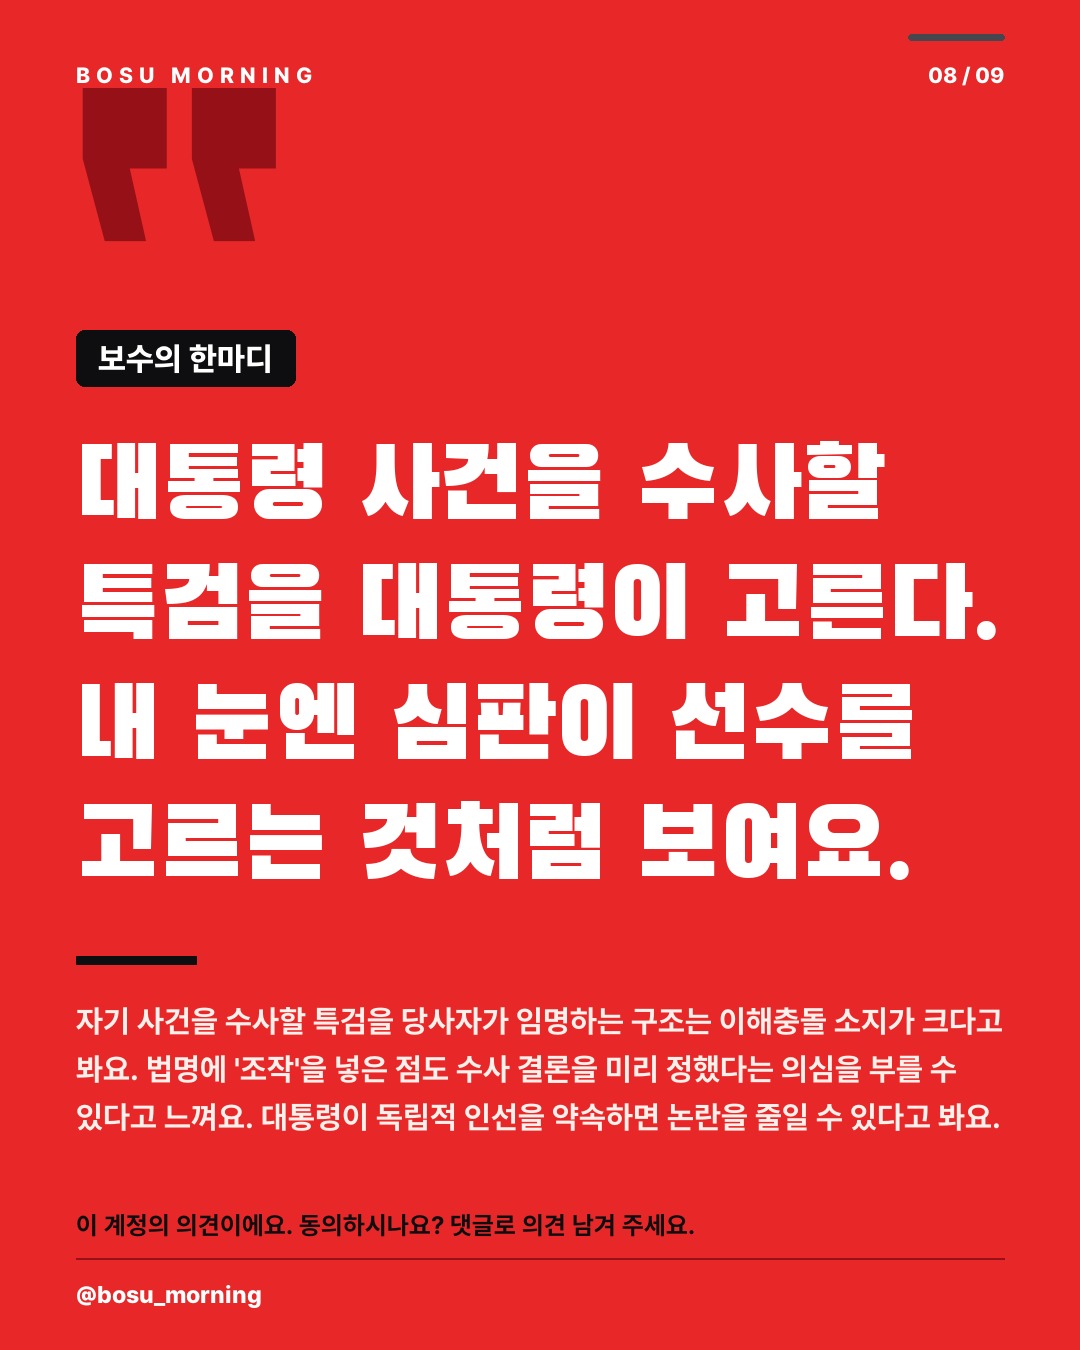 BOSU MORNING
08 / 09
보수의 한마디
대통령 사건을 수사할
특검을 대통령이 고른다.
내 눈엔 심판이 선수를
고르는 것처럼 보여요.
자기 사건을 수사할 특검을 당사자가 임명하는 구조는 이해충돌 소지가 크다고
봐요. 법명에 '조작'을 넣은 점도 수사 결론을 미리 정했다는 의심을 부를 수
있다고 느껴요. 대통령이 독립적 인선을 약속하면 논란을 줄일 수 있다고 봐요.
이 계정의 의견이에요. 동의하시나요? 댓글로 의견 남겨 주세요.
@bosu_morning